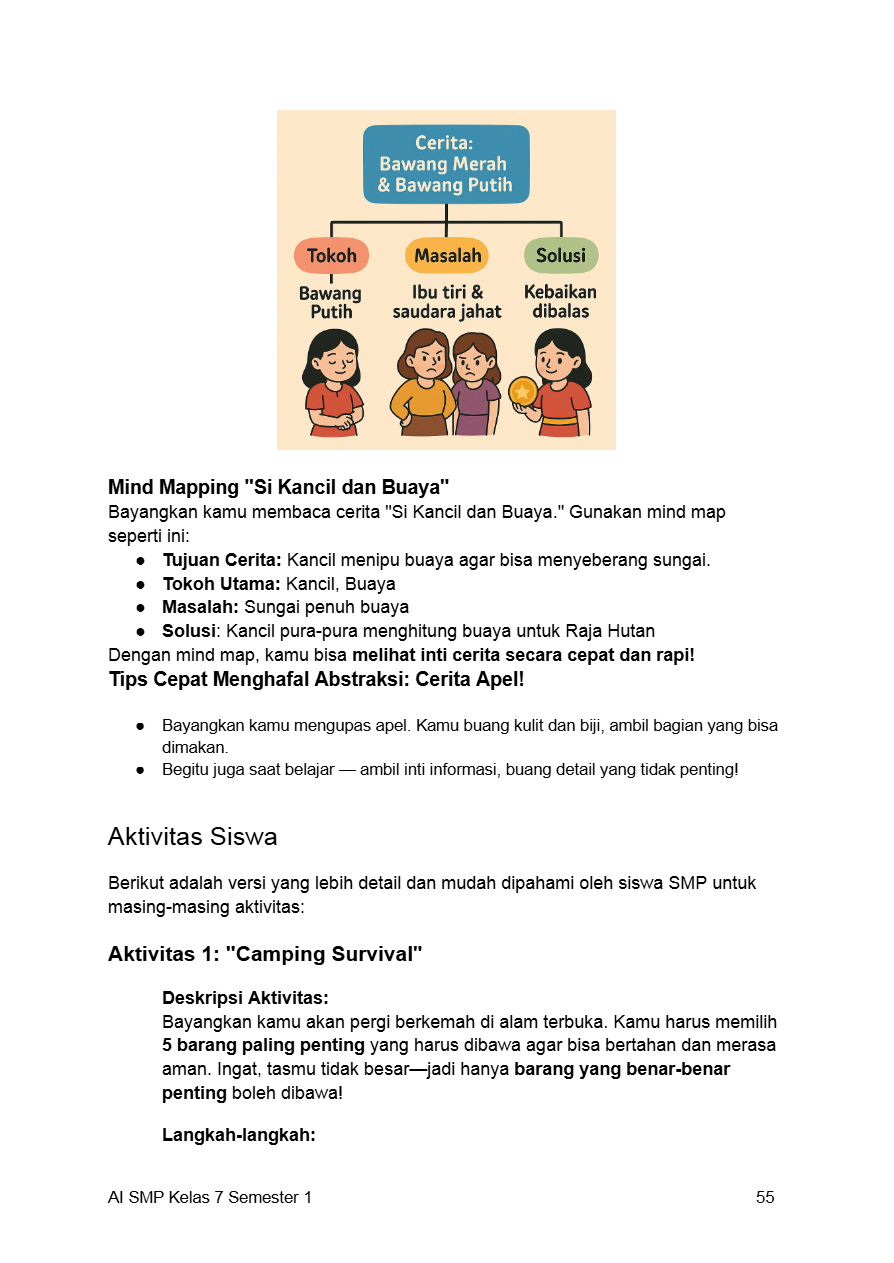 Cerita:
Bawang Merah
& Bawang Putih
Tokoh
Masalah
Solusi
Bawang
Putih
Ibu tiri &
saudara jahat
Kebaikan
dibalas
Mind Mapping "Si Kancil dan Buaya"
Bayangkan kamu membaca cerita "Si Kancil dan Buaya." Gunakan mind map
seperti ini:
● Tujuan Cerita: Kancil menipu buaya agar bisa menyeberang sungai.
● Tokoh Utama: Kancil, Buaya
● Masalah: Sungai penuh buaya
● Solusi: Kancil pura-pura menghitung buaya untuk Raja Hutan
Dengan mind map, kamu bisa melihat inti cerita secara cepat dan rapi!
Tips Cepat Menghafal Abstraksi: Cerita Apel!
● Bayangkan kamu mengupas apel. Kamu buang kulit dan biji, ambil bagian yang bisa
dimakan.
● Begitu juga saat belajar — ambil inti informasi, buang detail yang tidak penting!
Aktivitas Siswa
Berikut adalah versi yang lebih detail dan mudah dipahami oleh siswa SMP untuk
masing-masing aktivitas:
Aktivitas 1: "Camping Survival"
Deskripsi Aktivitas:
Bayangkan kamu akan pergi berkemah di alam terbuka. Kamu harus memilih
5 barang paling penting yang harus dibawa agar bisa bertahan dan merasa
aman. Ingat, tasmu tidak besar—jadi hanya barang yang benar-benar
penting boleh dibawa!
Langkah-langkah:
AI SMP Kelas 7 Semester 1 55